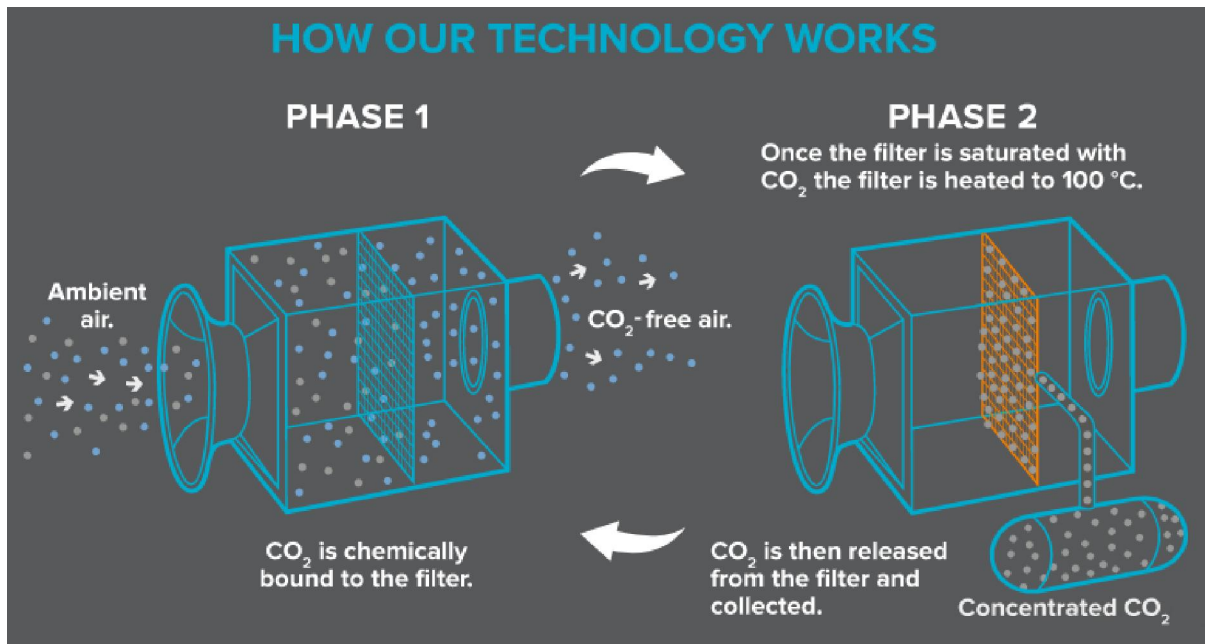 HOW OUR TECHNOLOGY WORKS
PHASE 1
Ambient
air.
CO₂-free air.
CO₂ is chemically
bound to the filter.
PHASE 2
Once the filter is saturated with
CO₂ the filter is heated to 100 °C.
CO₂ is then released
from the filter and
collected.
Concentrated CO₂